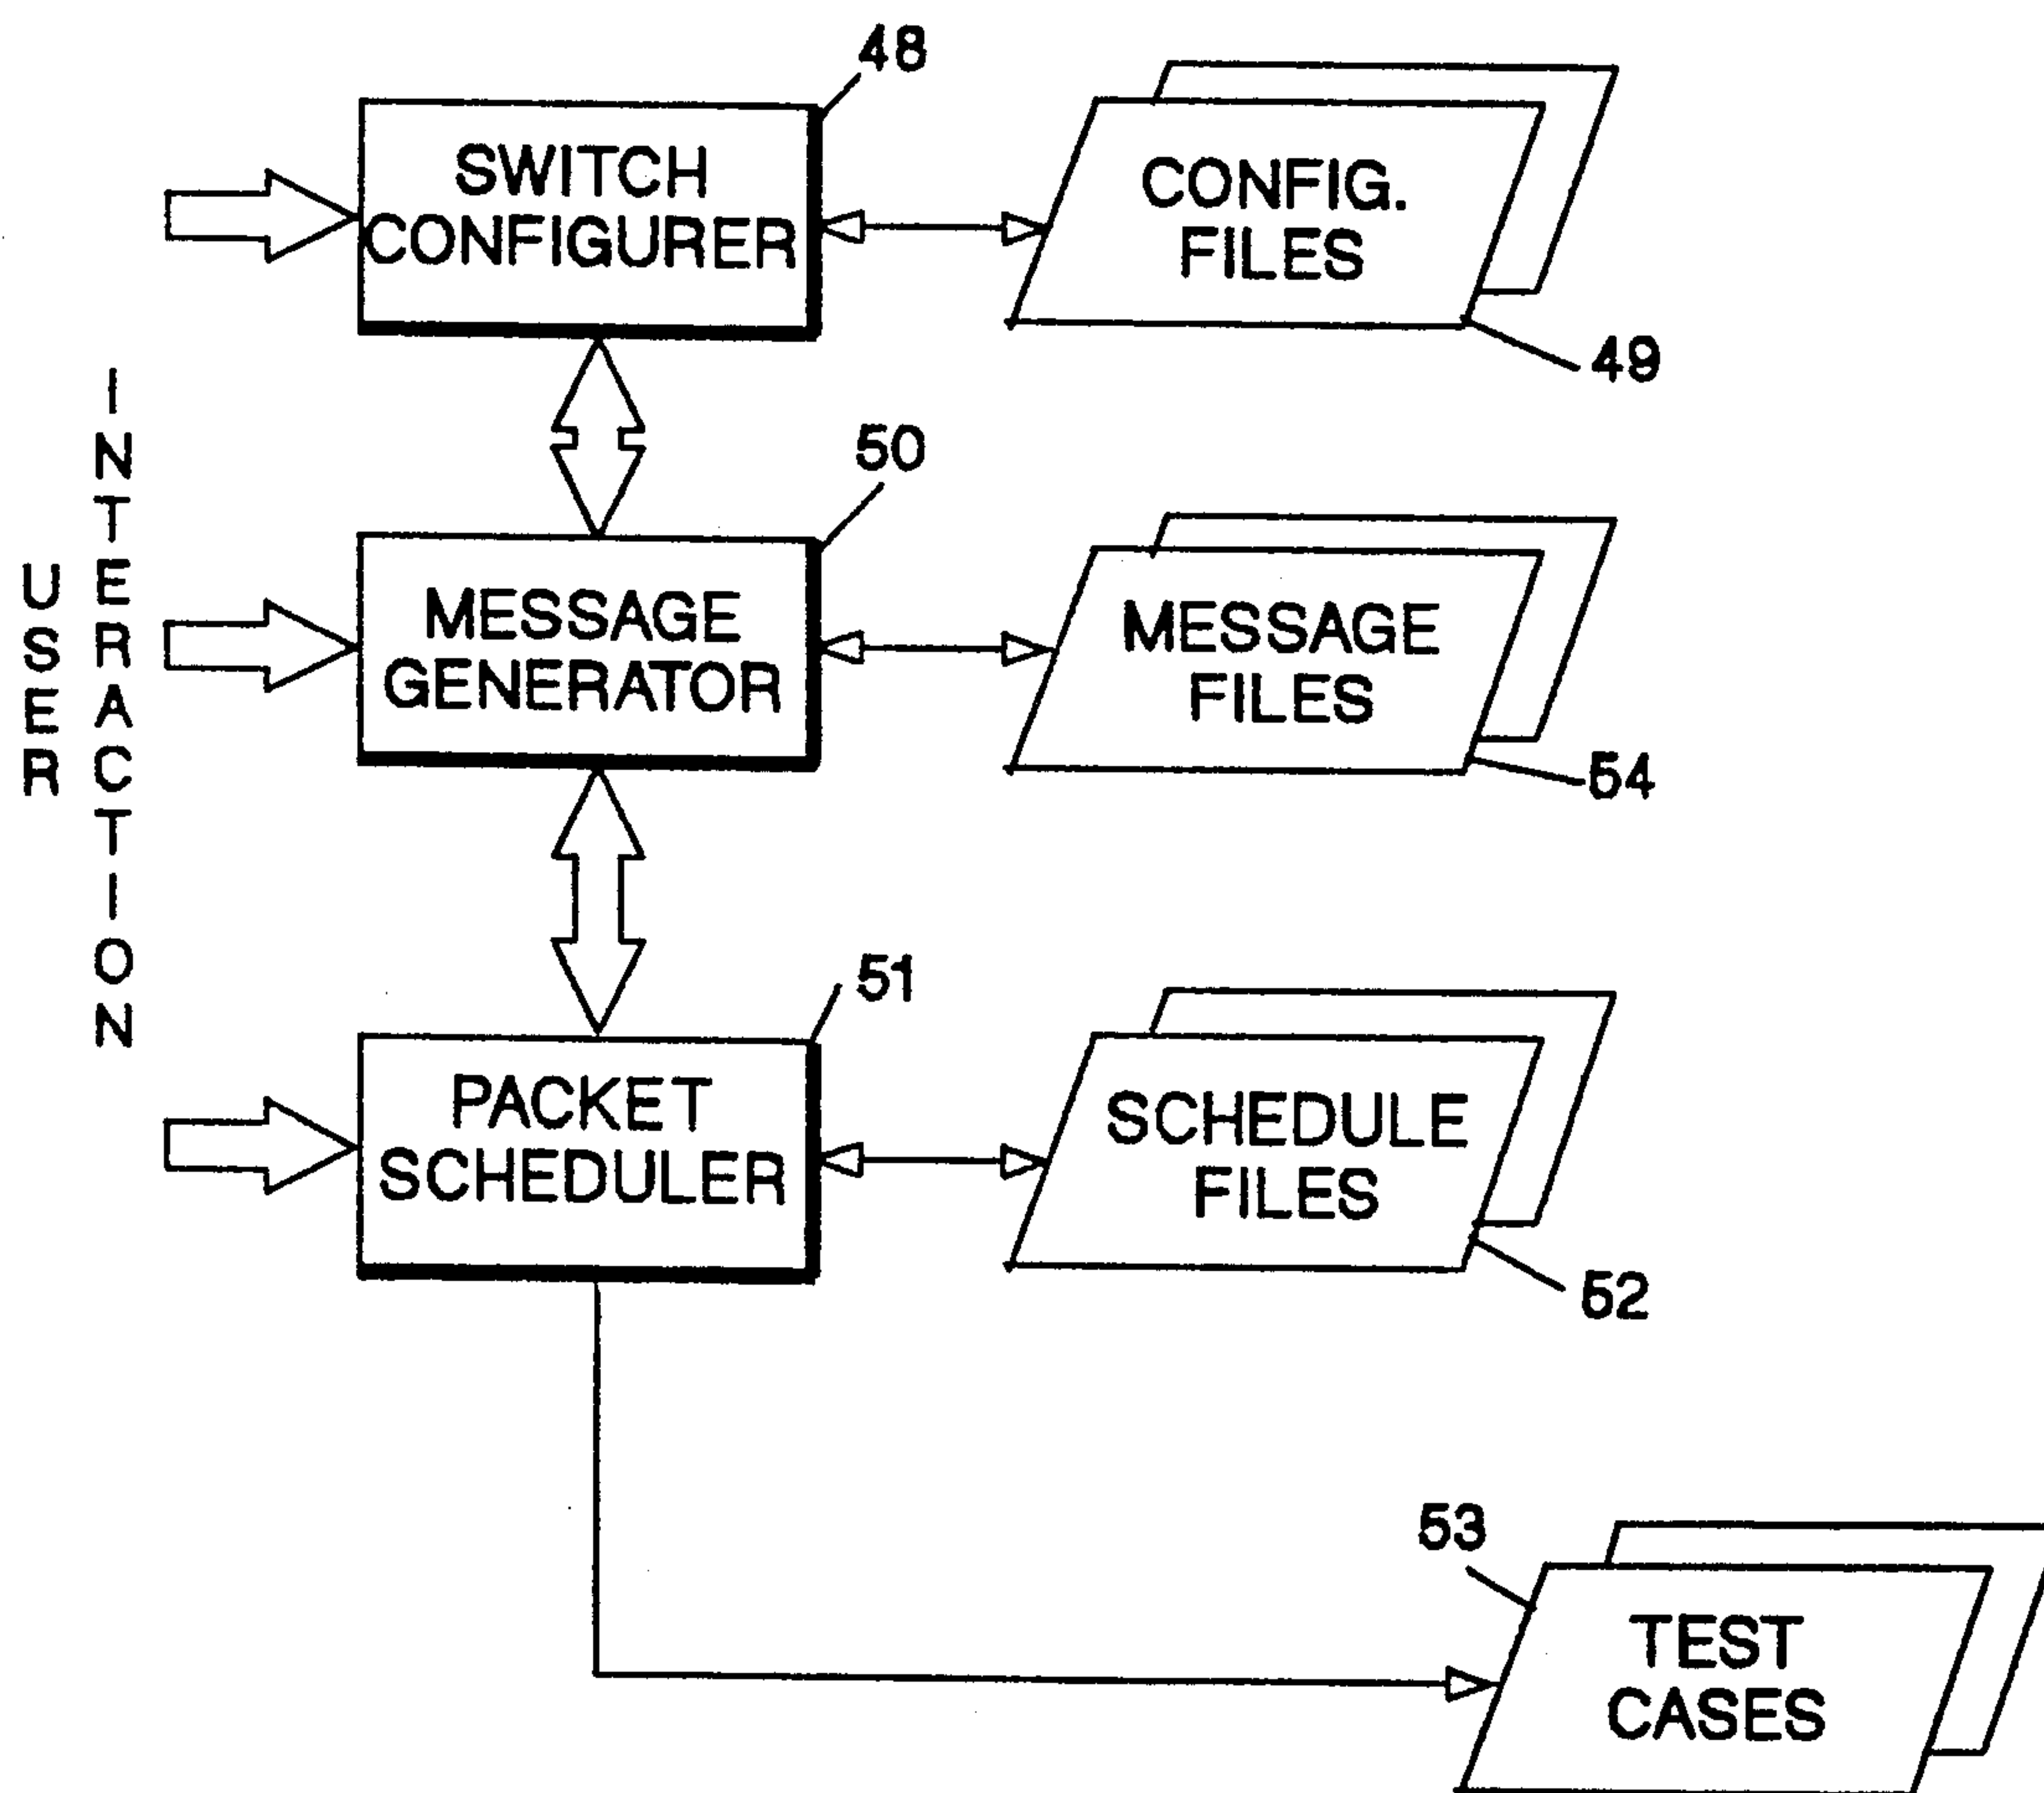 48
SWITCH
CONFIGURER
CONFIG.
FILES
49
USER
INTERACTION
50
MESSAGE
GENERATOR
MESSAGE
FILES
54
51
PACKET
SCHEDULER
SCHEDULE
FILES
52
53
TEST
CASES